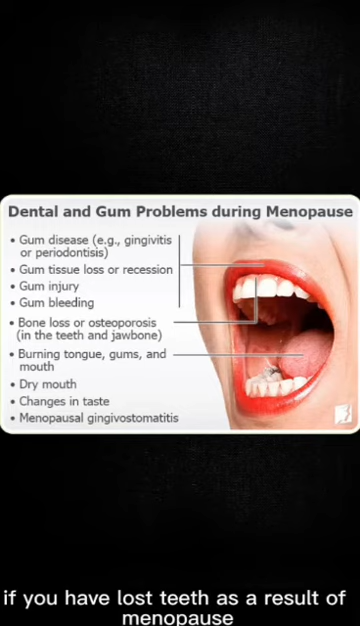 Dental and Gum Problems during Menopause
• Gum disease (e.g., gingivitis
or periodontisis)
• Gum tissue loss or recession
• Gum injury
• Gum bleeding
• Bone loss or osteoporosis
(in the teeth and jawbone)
• Burning tongue, gums, and
mouth
• Dry mouth
• Changes in taste
• Menopausal gingivostomatitis
if you have lost teeth as a result of
menopause